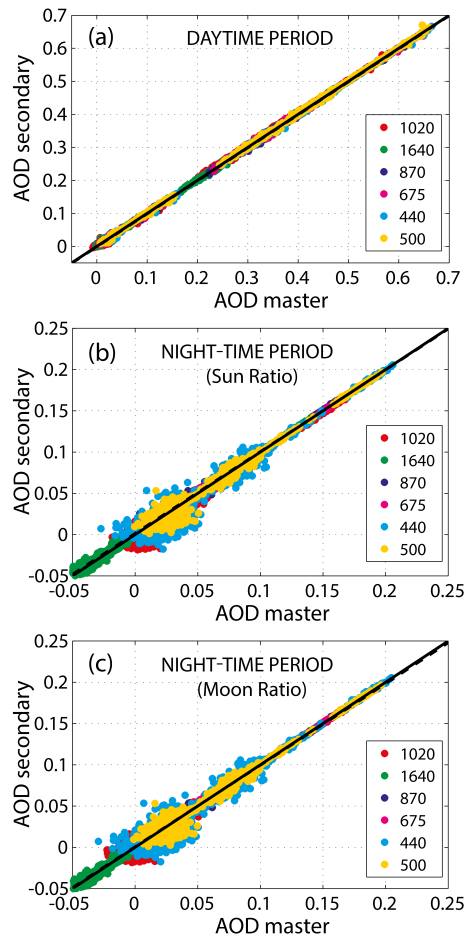 (a) DAYTIME PERIOD
AOD secondary
0.7
0.6
0.5
0.4
0.3
0.2
0.1
0
1020
1640
870
675
440
500
0 0.1 0.2 0.3 0.4 0.5 0.6 0.7
AOD master
(b) NIGHT-TIME PERIOD
(Sun Ratio)
AOD secondary
0.25
0.2
0.15
0.1
0.05
0
-0.05
1020
1640
870
675
440
500
-0.05 0 0.05 0.1 0.15 0.2 0.25
AOD master
(c) NIGHT-TIME PERIOD
(Moon Ratio)
AOD secondary
0.25
0.2
0.15
0.1
0.05
0
-0.05
1020
1640
870
675
440
500
-0.05 0 0.05 0.1 0.15 0.2 0.25
AOD master